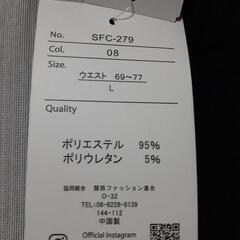 No. SFC-279
Col. 08
Size.
ウエスト 69～77
L
Quality
ポリエステル 95%
ポリウレタン 5%
協同組合 関西ファッション連合
O-32
TEL:06-6228-8139
144-112
中国製
Official instagram